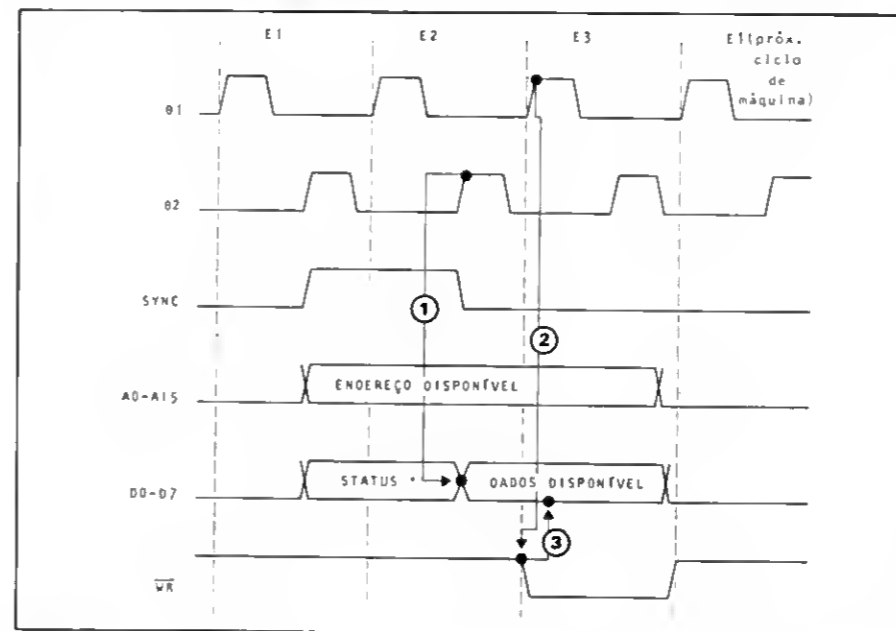 E1 E2 E3 E1(próx.
ciclo
de
máquina)
θ1
θ2
SYNC
1
2
A0-A15 ENDEREÇO DISPONÍVEL
D0-D7 STATUS * DADOS DISPONÍVEL
3
WR